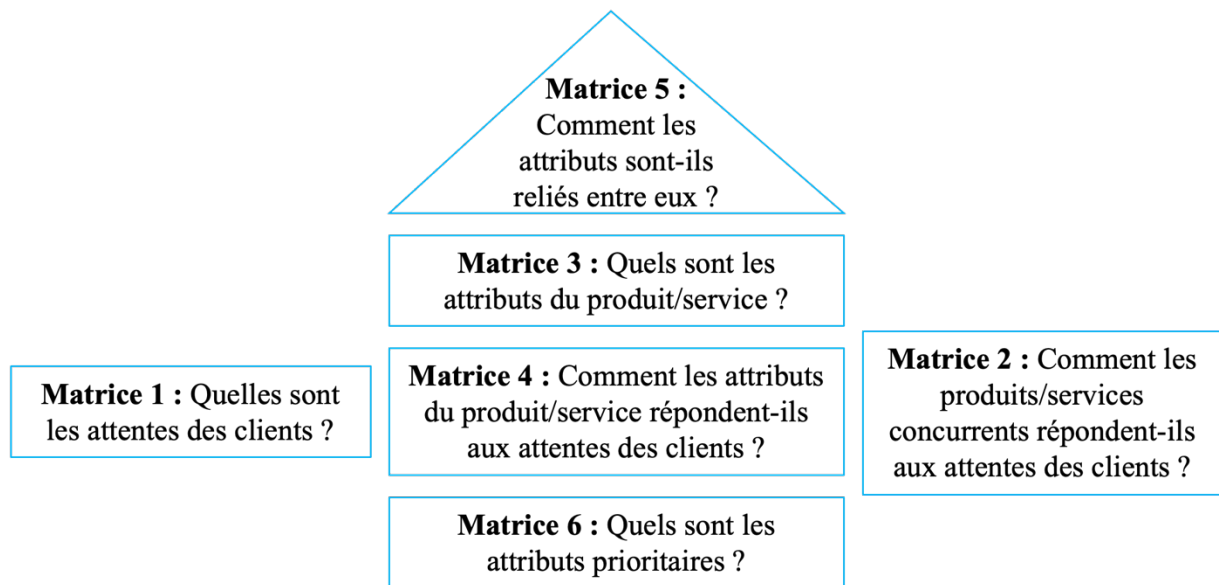 Matrice 5 :
Comment les
attributs sont-ils
reliés entre eux ?
Matrice 3 : Quels sont les
attributs du produit/service ?
Matrice 1 : Quelles sont
les attentes des clients ?
Matrice 4 : Comment les attributs
du produit/service répondent-ils
aux attentes des clients ?
Matrice 2 : Comment les
produits/services
concurrents répondent-ils
aux attentes des clients ?
Matrice 6 : Quels sont les
attributs prioritaires ?